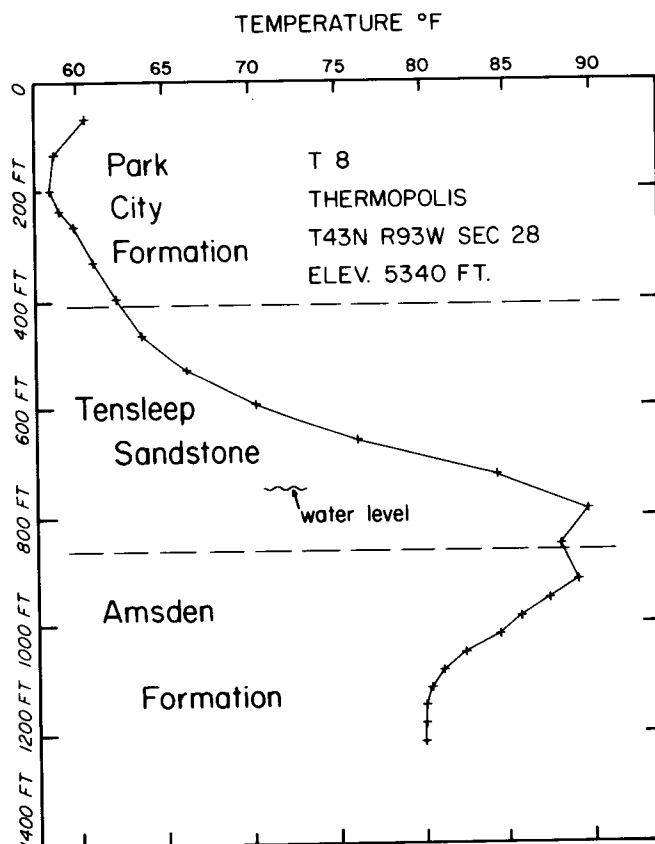 TEMPERATURE °F
60 65 70 75 80 85 90
0
200 FT
400 FT
600 FT
800 FT
1000 FT
1200 FT
1400 FT
Park
City
Formation
T 8
THERMOPOLIS
T43N R93W SEC 28
ELEV. 5340 FT.
Tensleep
Sandstone
water level
Amsden
Formation